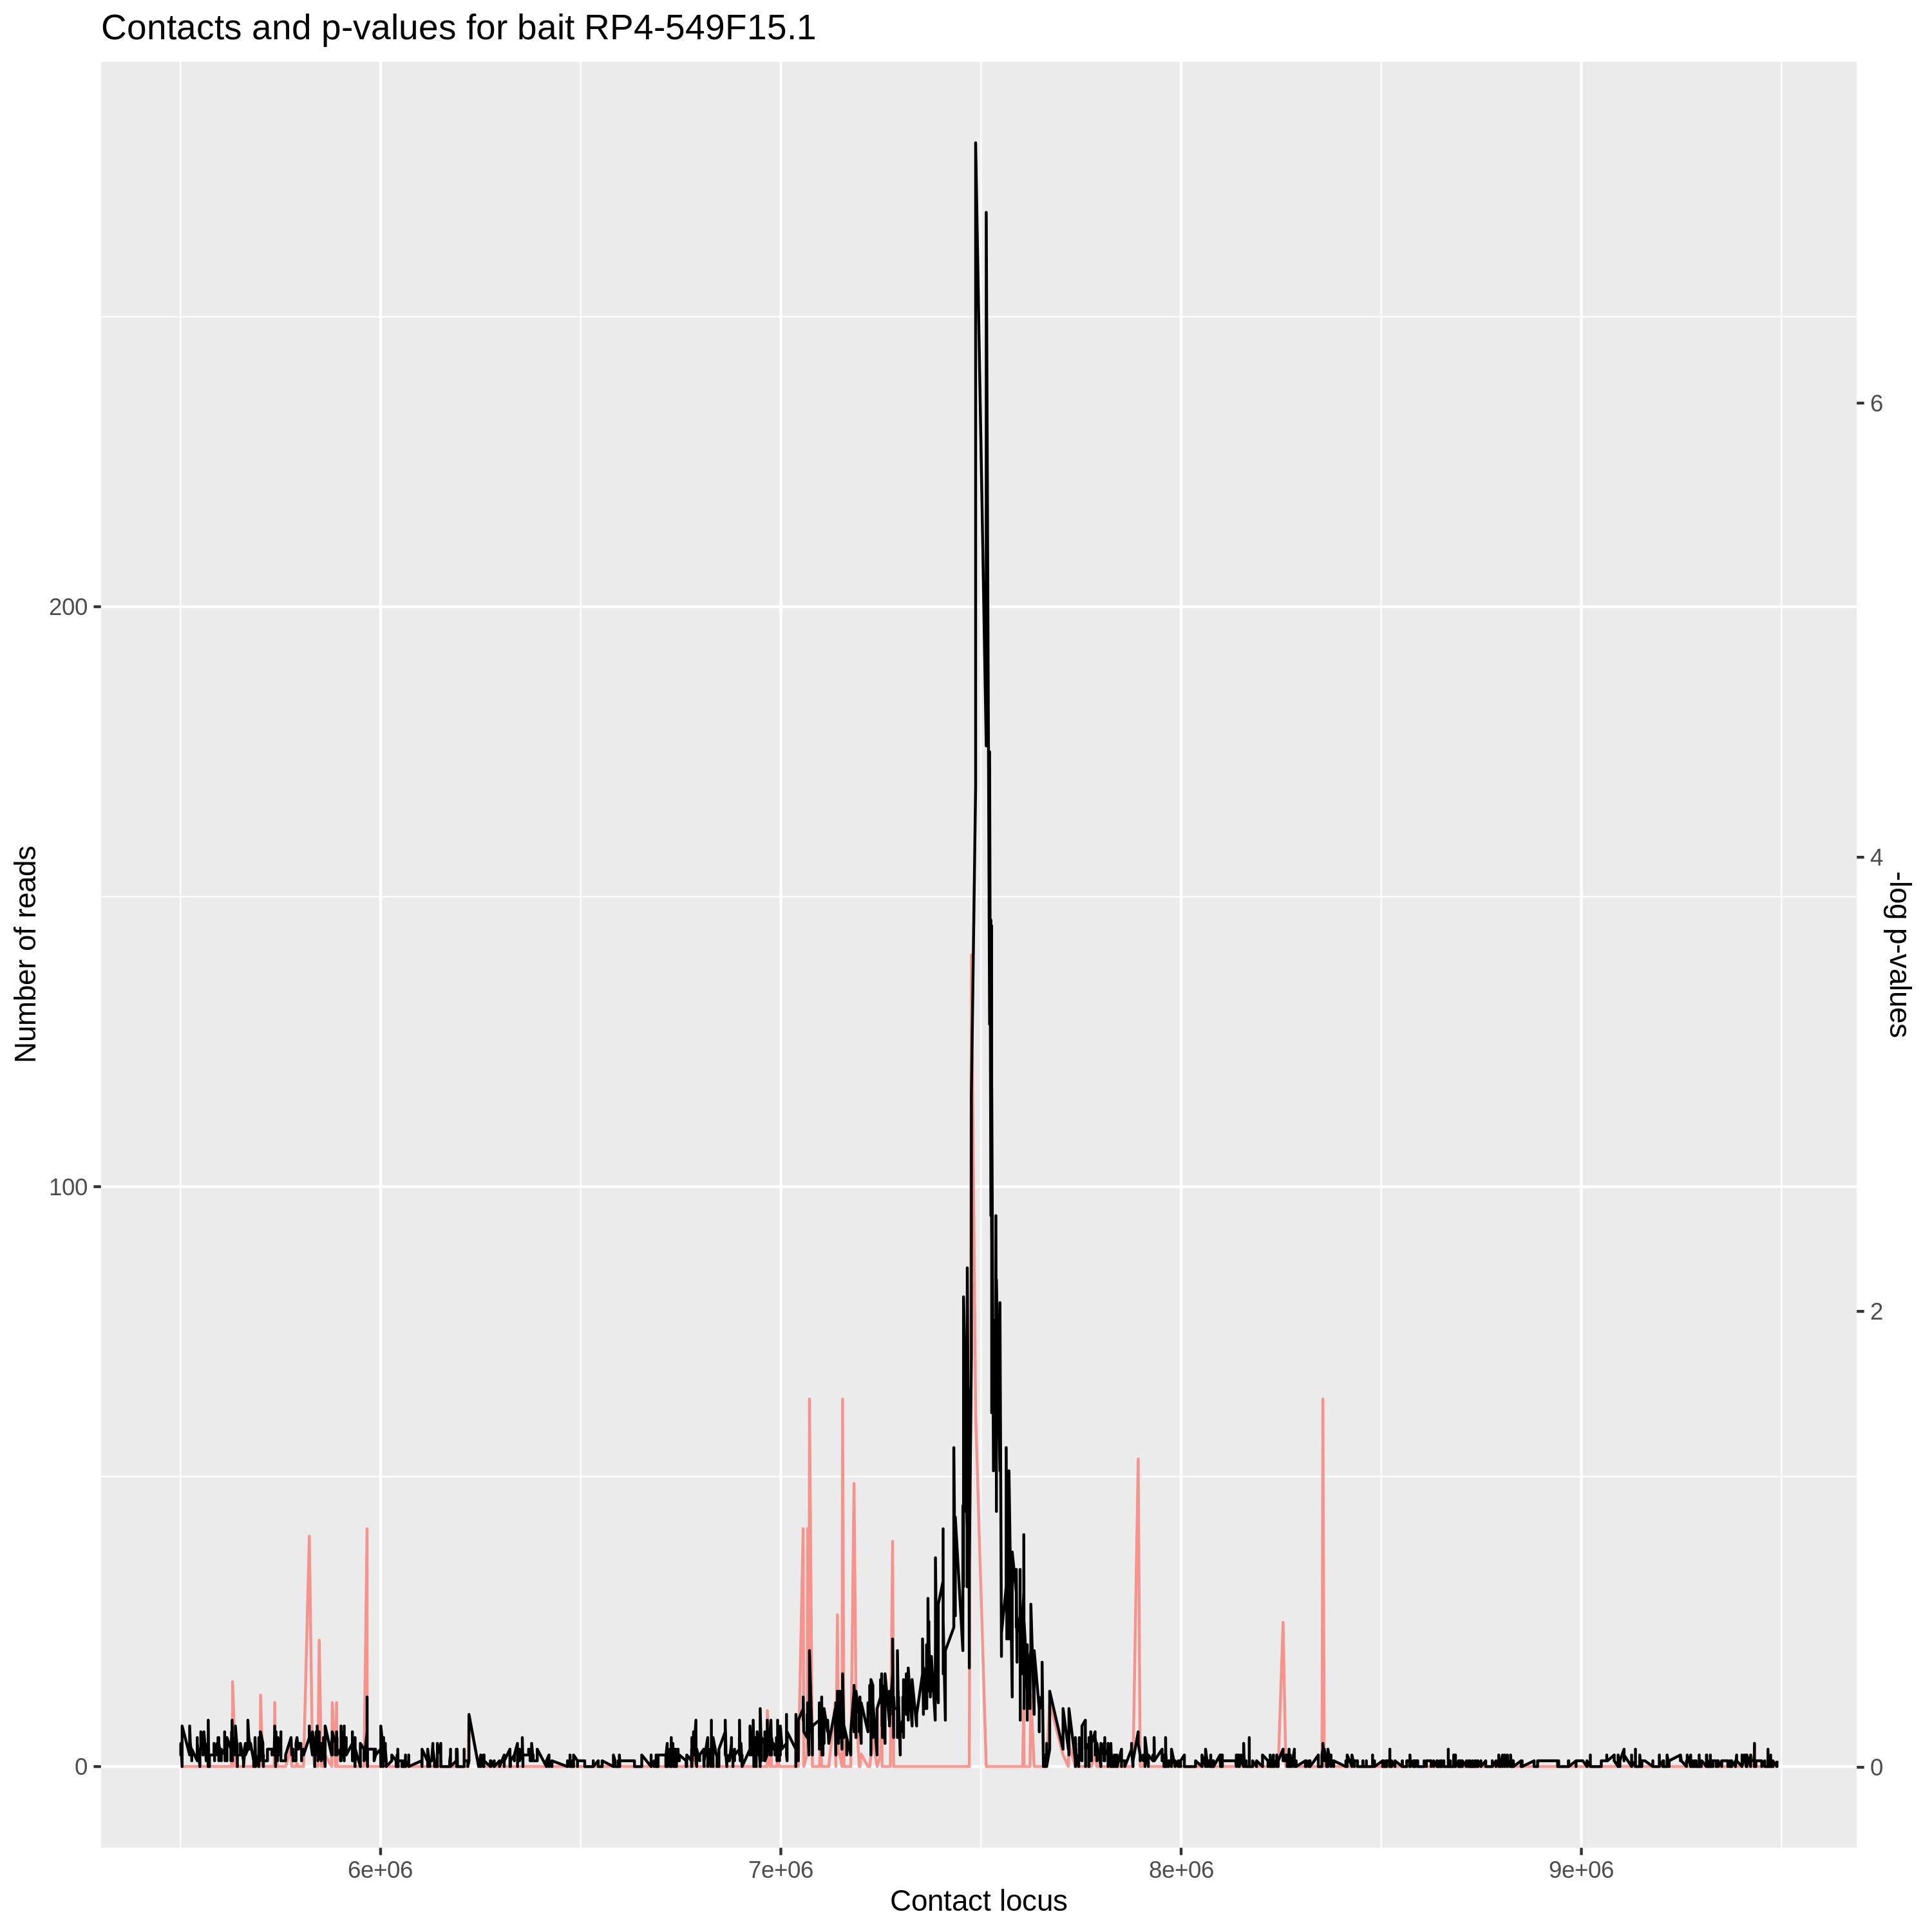 Contacts and p-values for bait RP4-549F15.1
Number of reads
200
100
0
6
4
2
0
-log p-values
6e+06
7e+06
8e+06
9e+06
Contact locus